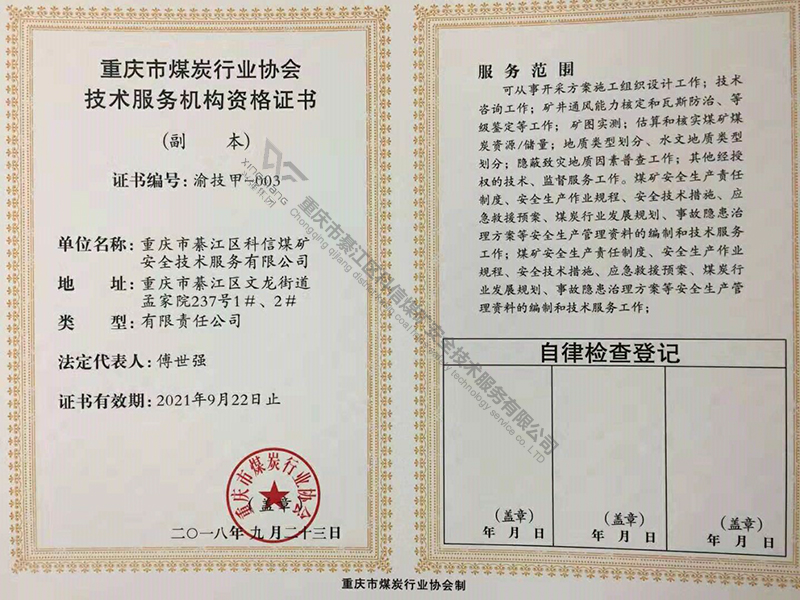 重庆市煤炭行业协会
技术服务机构资格证书
(副 本)
证书编号: 渝技甲-003
单位名称: 重庆市綦江区科信煤矿
安全技术服务有限公司
地 址: 重庆市綦江区文龙街道
孟家院237号1#、2#
类 型: 有限责任公司
法定代表人: 傅世强
证书有效期: 2021年9月22日止
重庆市煤炭行业协会
(盖章)
二〇一八年 九 月 二十三日
服 务 范 围
可从事开采方案施工组织设计工作; 技术
咨询工作; 矿井通风能力核定和瓦斯防治、等
级鉴定等工作; 矿图实测; 估算和核实煤矿煤
炭资源/储量; 地质类型划分、水文地质类型
划分; 隐蔽致灾地质因素普查工作; 其他经授
权的技术、监督服务工作。煤矿安全生产责任
制度、安全生产作业规程、安全技术措施、应
急救援预案、煤炭行业发展规划、事故隐患治
理方案等安全生产管理资料的编制和技术服务
工作; 煤矿安全生产责任制度、安全生产作业
规程、安全技术措施、应急救援预案、煤炭行
业发展规划、事故隐患治理方案等安全生产管
理资料的编制和技术服务工作;
自律检查登记
(盖章)
年 月 日
(盖章)
年 月 日
(盖章)
年 月 日
重庆市煤炭行业协会制
重庆市綦江区科信煤矿安全技术服务有限公司